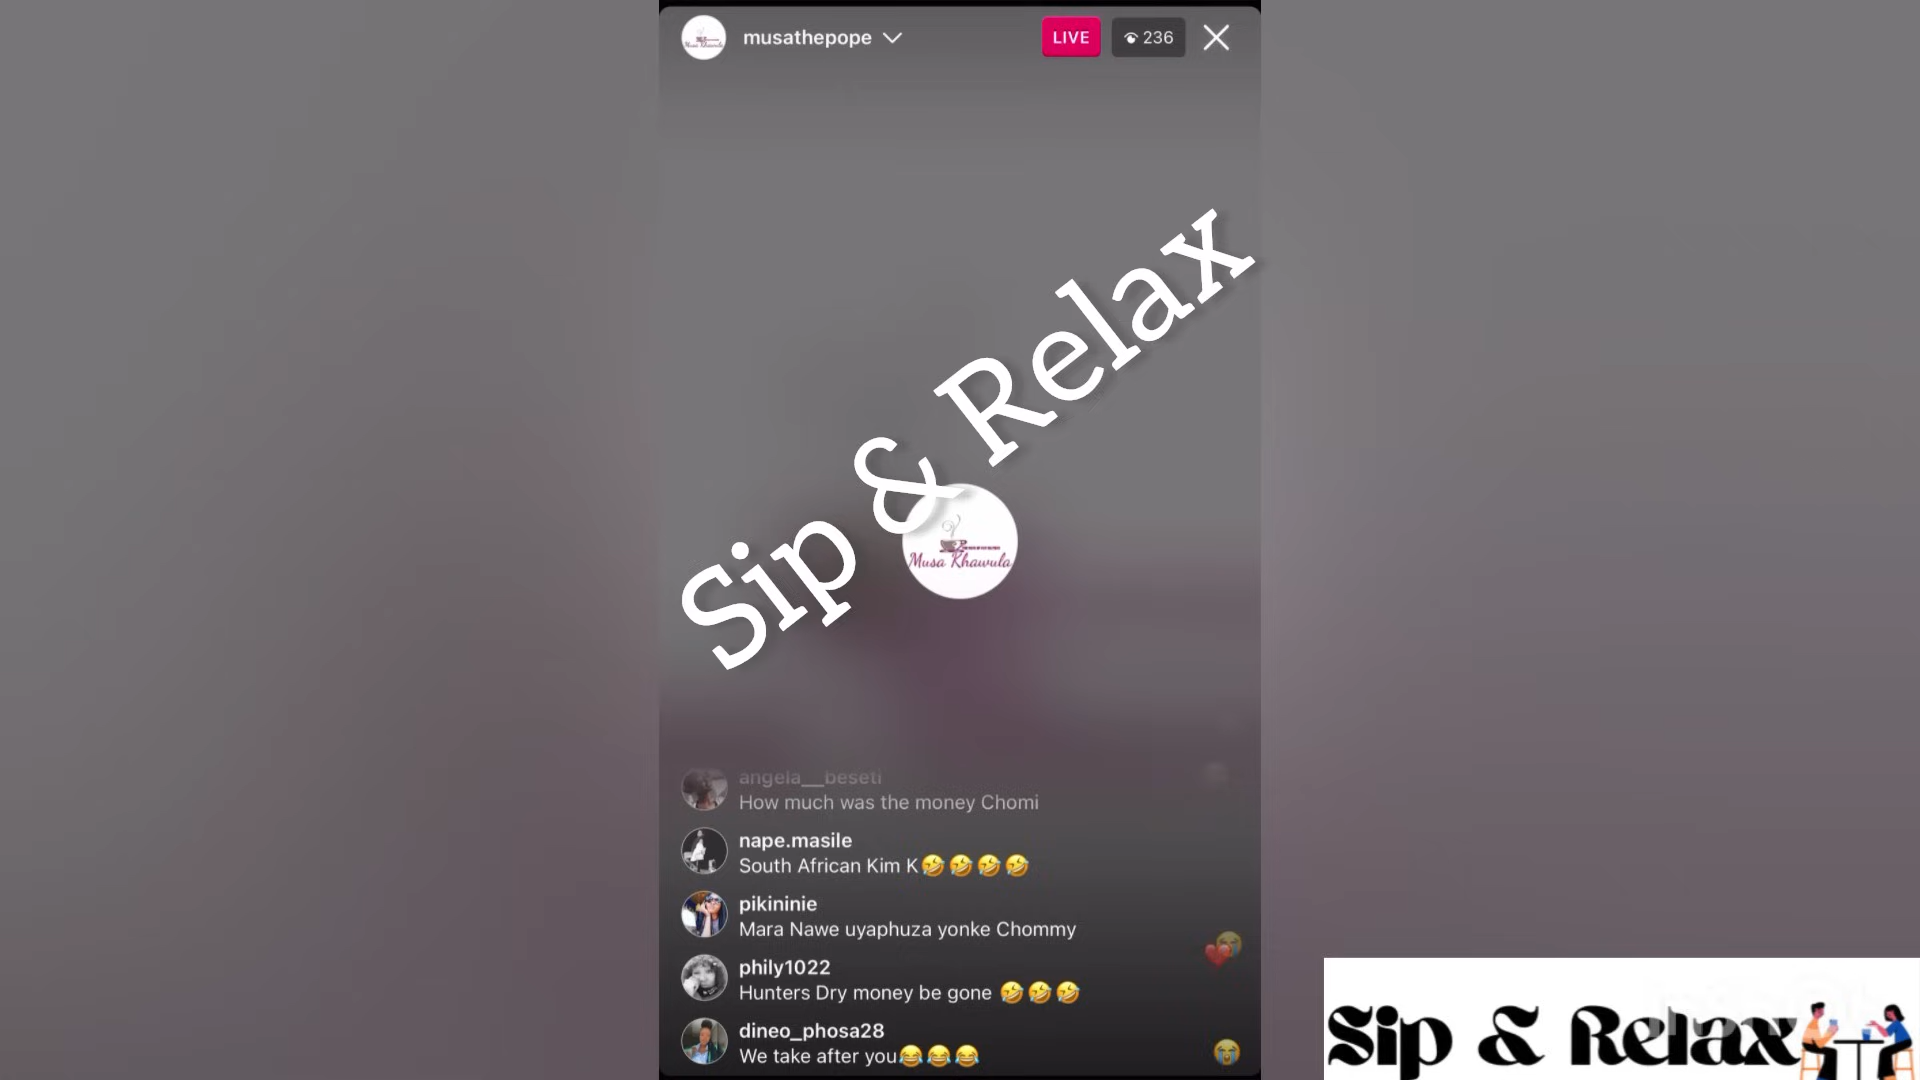 musathepope
LIVE
236
Sip & Relax
Musa Khawula
Musa Khawula
angela__beseti
How much was the money Chomi
nape.masile
South African Kim K🤣🤣🤣🤣
pikininie
Mara Nawe uyaphuza yonke Chommy
phily1022
Hunters Dry money be gone 🤣🤣🤣
dineo_phosa28
We take after you😂😂😂
Sip & Relax